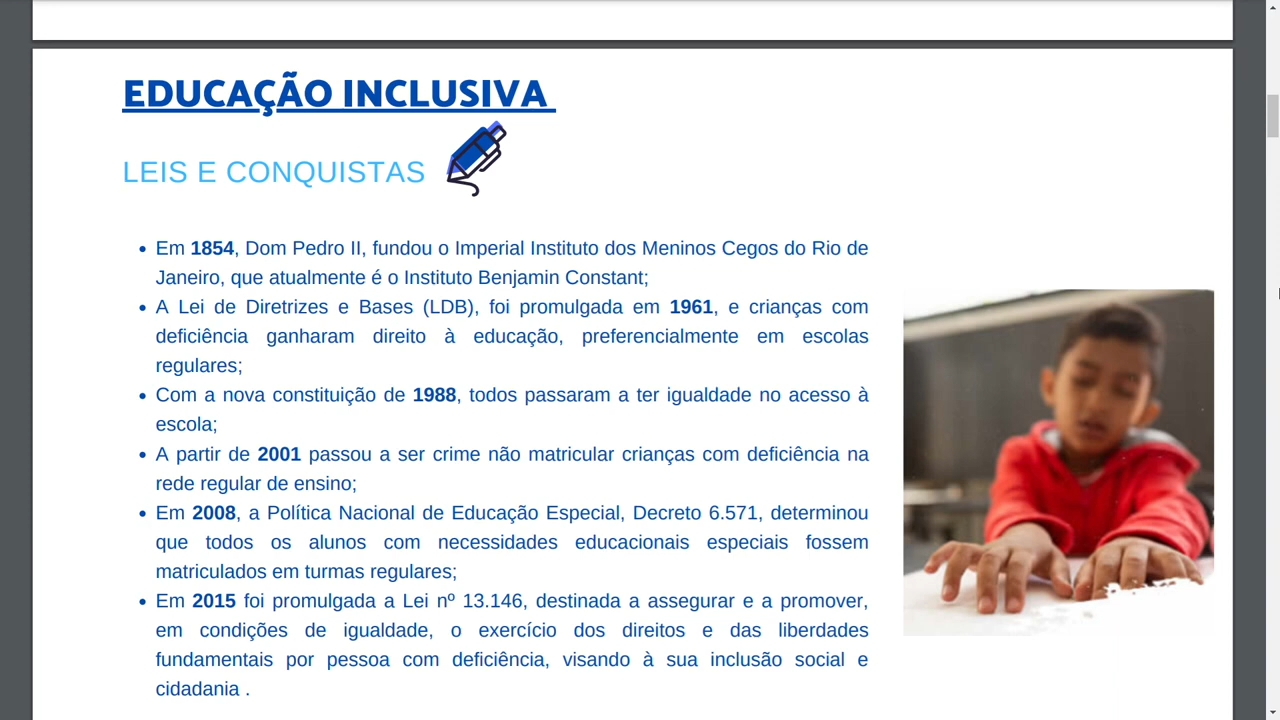 EDUCAÇÃO INCLUSIVA
LEIS E CONQUISTAS
• Em 1854, Dom Pedro II, fundou o Imperial Instituto dos Meninos Cegos do Rio de
Janeiro, que atualmente é o Instituto Benjamin Constant;
• A Lei de Diretrizes e Bases (LDB), foi promulgada em 1961, e crianças com
deficiência ganharam direito à educação, preferencialmente em escolas
regulares;
• Com a nova constituição de 1988, todos passaram a ter igualdade no acesso à
escola;
• A partir de 2001 passou a ser crime não matricular crianças com deficiência na
rede regular de ensino;
• Em 2008, a Política Nacional de Educação Especial, Decreto 6.571, determinou
que todos os alunos com necessidades educacionais especiais fossem
matriculados em turmas regulares;
• Em 2015 foi promulgada a Lei nº 13.146, destinada a assegurar e a promover,
em condições de igualdade, o exercício dos direitos e das liberdades
fundamentais por pessoa com deficiência, visando à sua inclusão social e
cidadania .